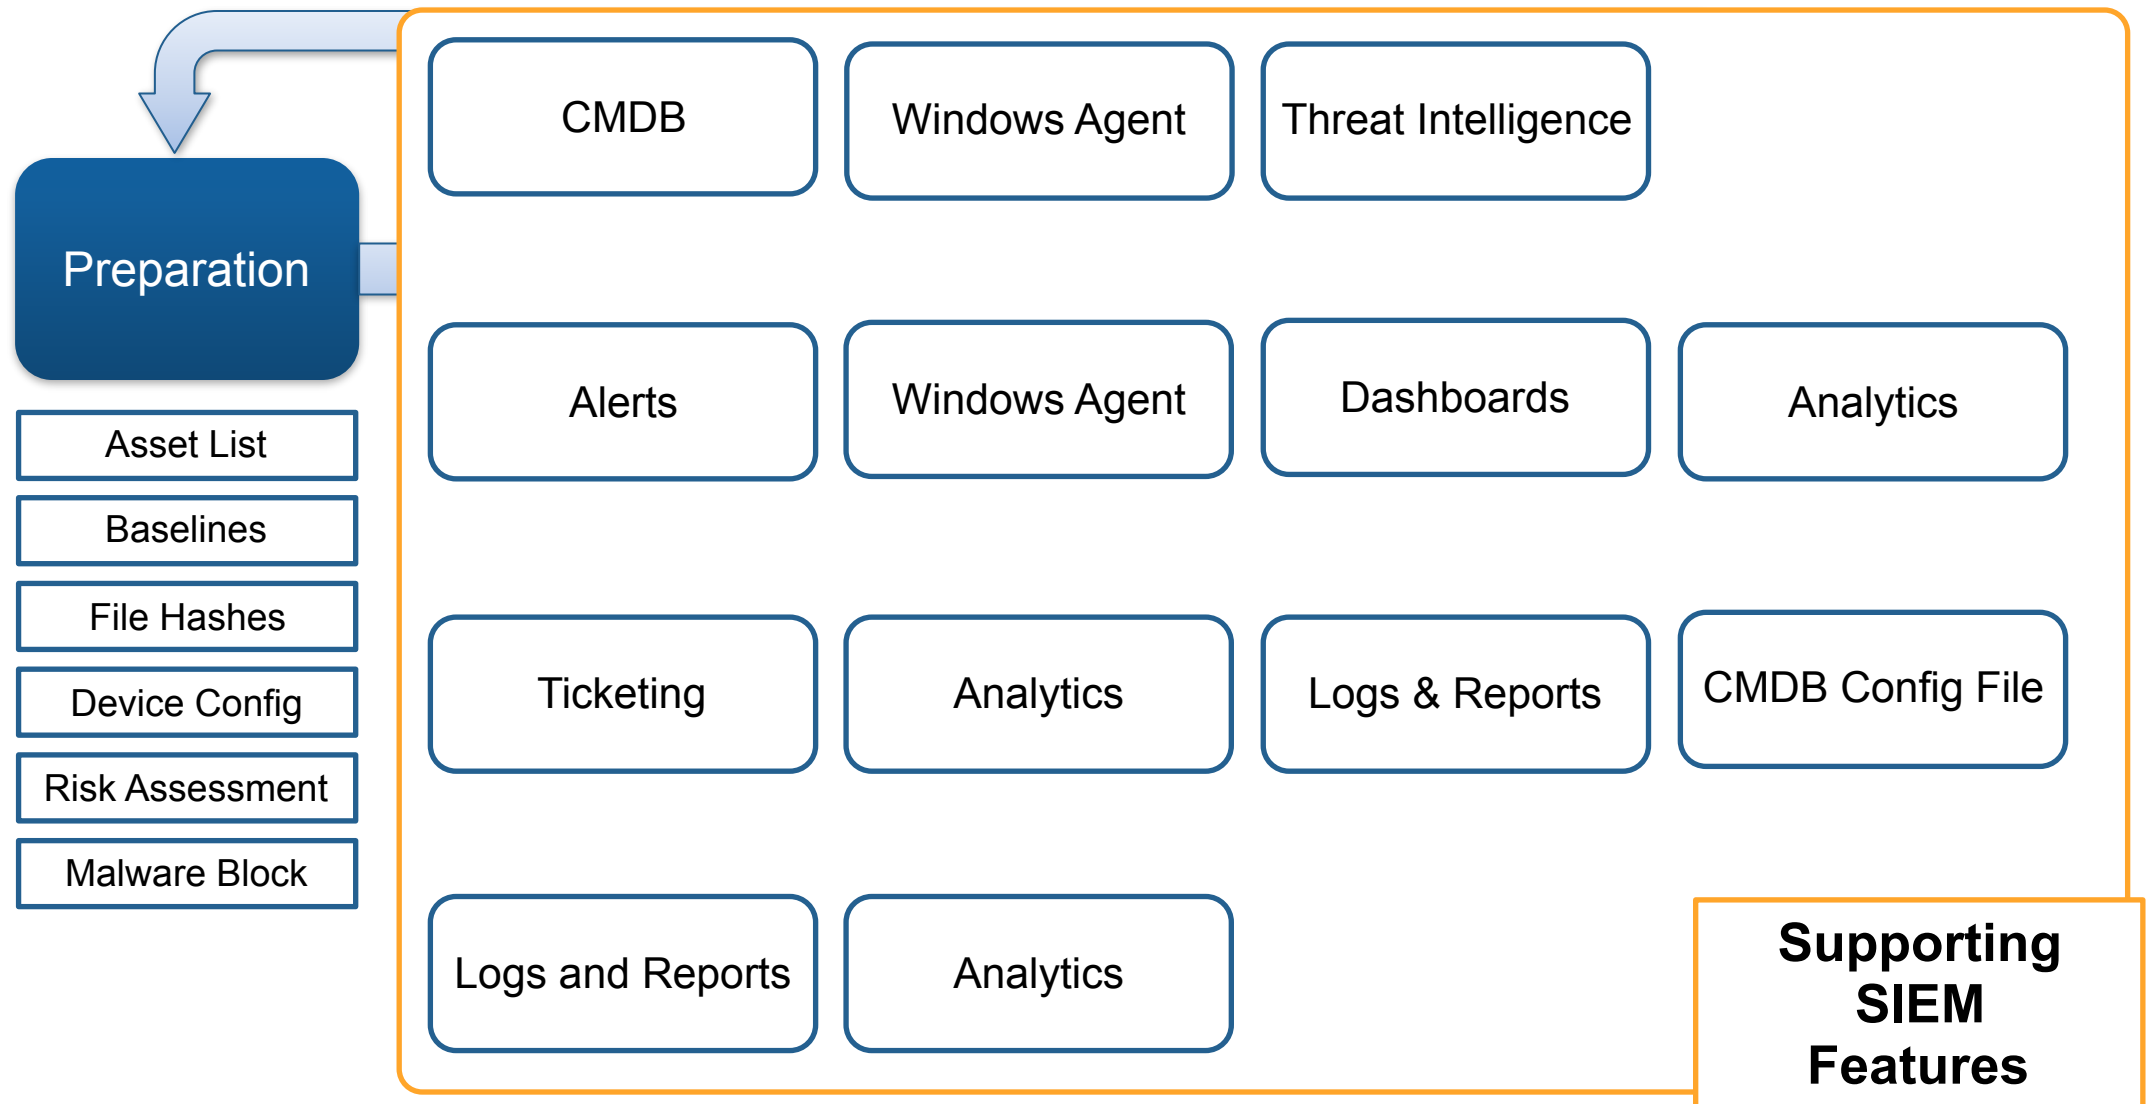 Preparation
Asset List
Baselines
File Hashes
Device Config
Risk Assessment
Malware Block
CMDB
Windows Agent
Threat Intelligence
Alerts
Windows Agent
Dashboards
Analytics
Ticketing
Analytics
Logs & Reports
CMDB Config File
Logs and Reports
Analytics
Supporting
SIEM
Features